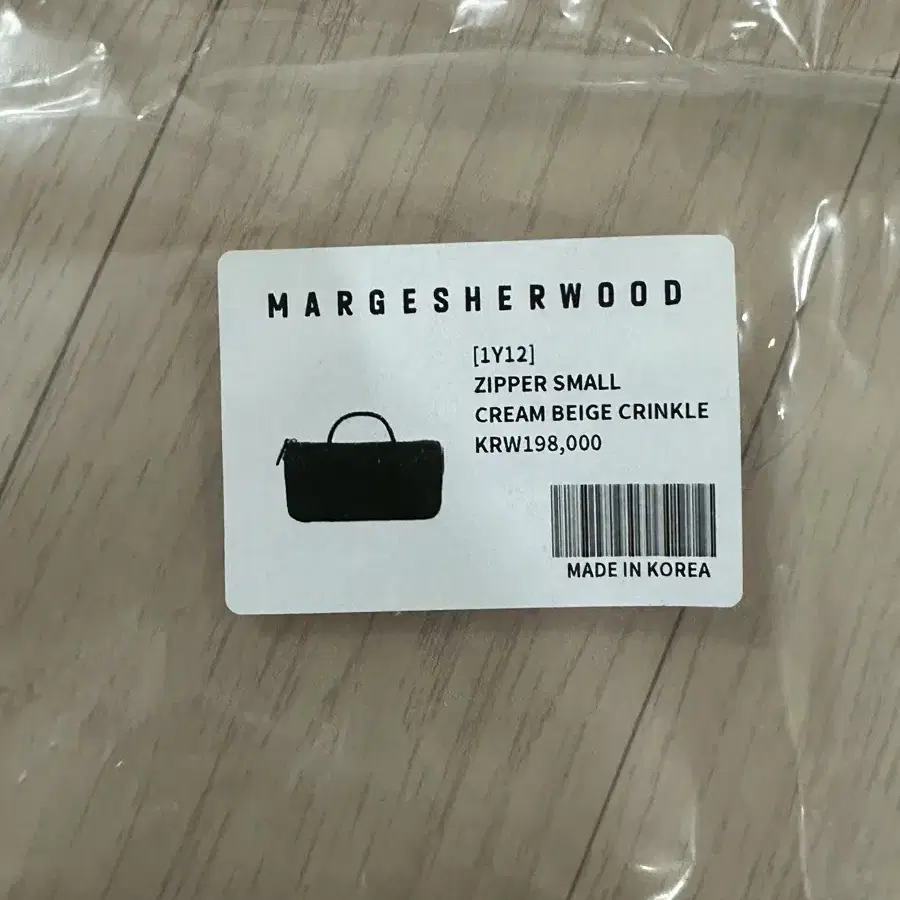 MARGESHERWOOD
[1Y12]
ZIPPER SMALL
CREAM BEIGE CRINKLE
KRW198,000
MADE IN KOREA